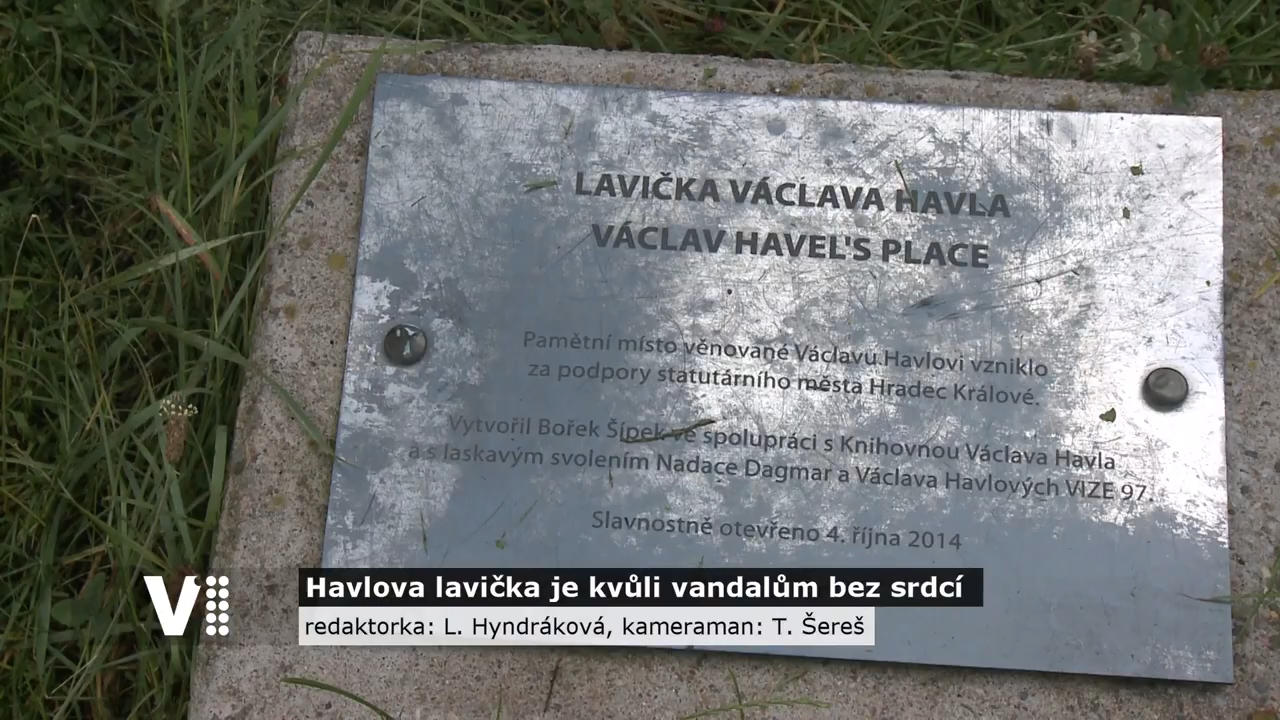 LAVIČKA VÁCLAVA HAVLA
VÁCLAV HAVEL'S PLACE
Pamětní místo věnované Václavu Havlovi vzniklo
za podpory statutárního města Hradec Králové.
Vytvořil Bořek Šípek ve spolupráci s Knihovnou Václava Havla
a s laskavým svolením Nadace Dagmar a Václava Havlových VIZE 97.
Slavnostně otevřeno 4. října 2014
V
Havlova lavička je kvůli vandalům bez srdcí
redaktorka: L. Hyndráková, kameraman: T. Šereš